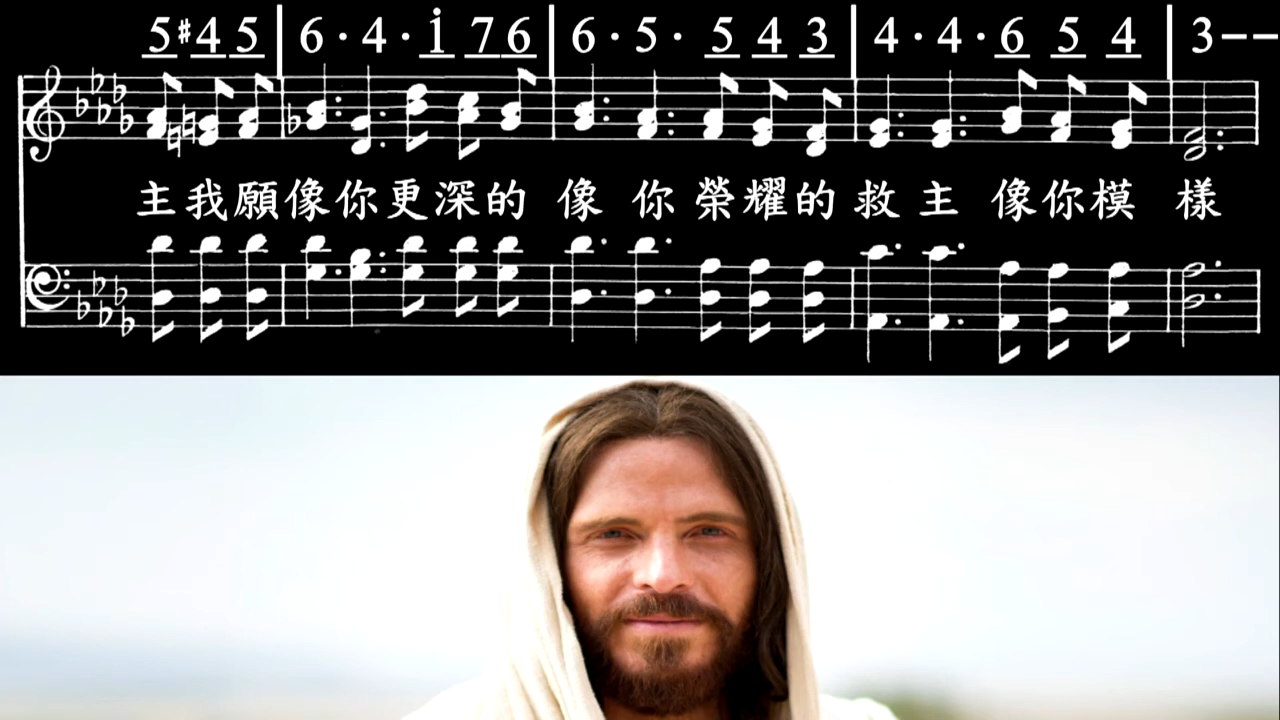 5 #4 5 | 6 · 4 · i 7 6 | 6 · 5 · 5 4 3 | 4 · 4 · 6 5 4 | 3 – –
主我願像你更深的 像 你 榮耀的 救 主 像你模 樣